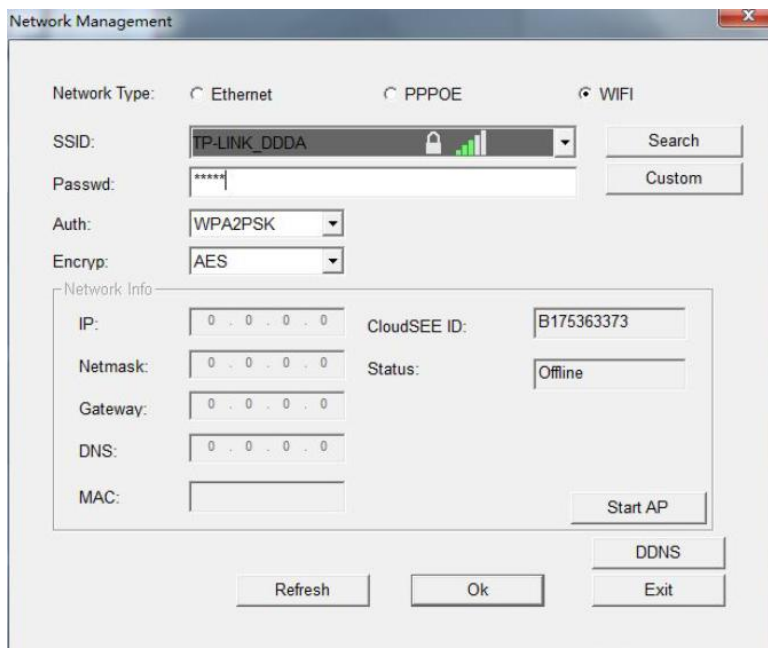 Network Management
Network Type: Ethernet PPPOE WIFI
SSID: TP-LINK_DDDA Search
Passwd: ***** Custom
Auth: WPA2PSK
Encryp: AES
Network Info
IP: 0 . 0 . 0 . 0 CloudSEE ID: B175363373
Netmask: 0 . 0 . 0 . 0 Status: Offline
Gateway: 0 . 0 . 0 . 0
DNS: 0 . 0 . 0 . 0
MAC:
Start AP
DDNS
Refresh Ok Exit